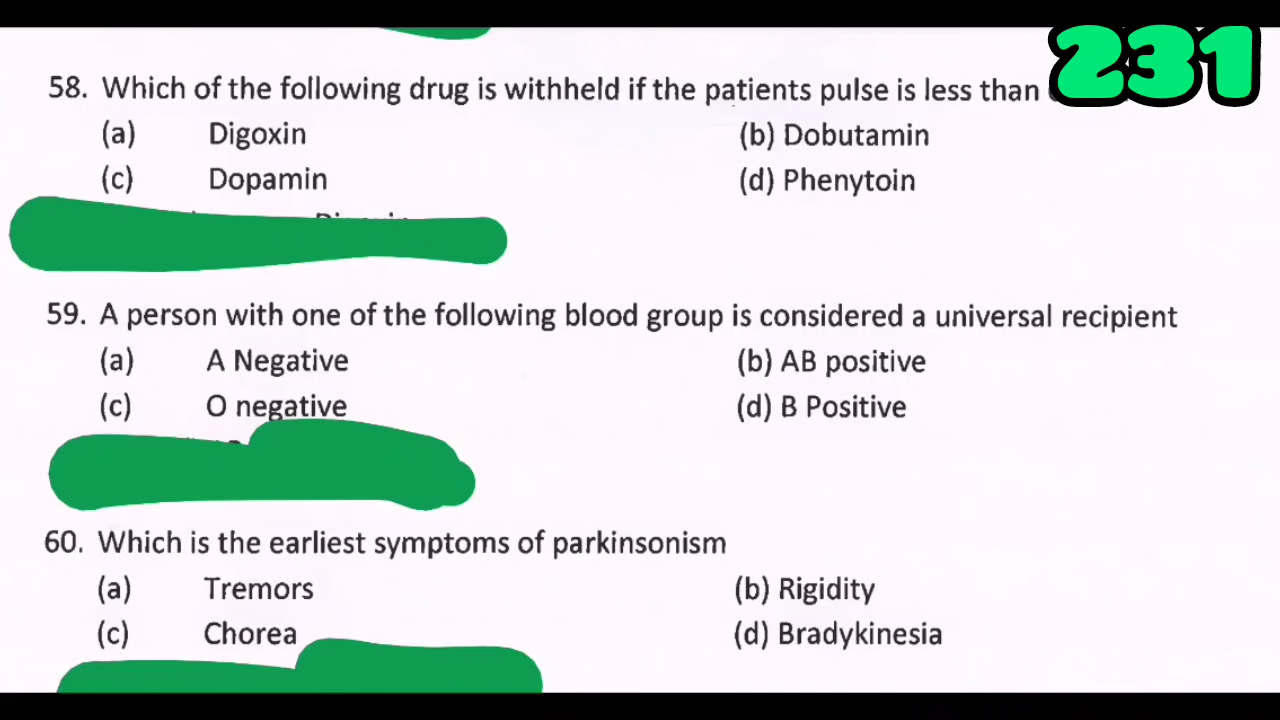 231
58. Which of the following drug is withheld if the patients pulse is less than
(a) Digoxin (b) Dobutamin
(c) Dopamin (d) Phenytoin
59. A person with one of the following blood group is considered a universal recipient
(a) A Negative (b) AB positive
(c) O negative (d) B Positive
60. Which is the earliest symptoms of parkinsonism
(a) Tremors (b) Rigidity
(c) Chorea (d) Bradykinesia